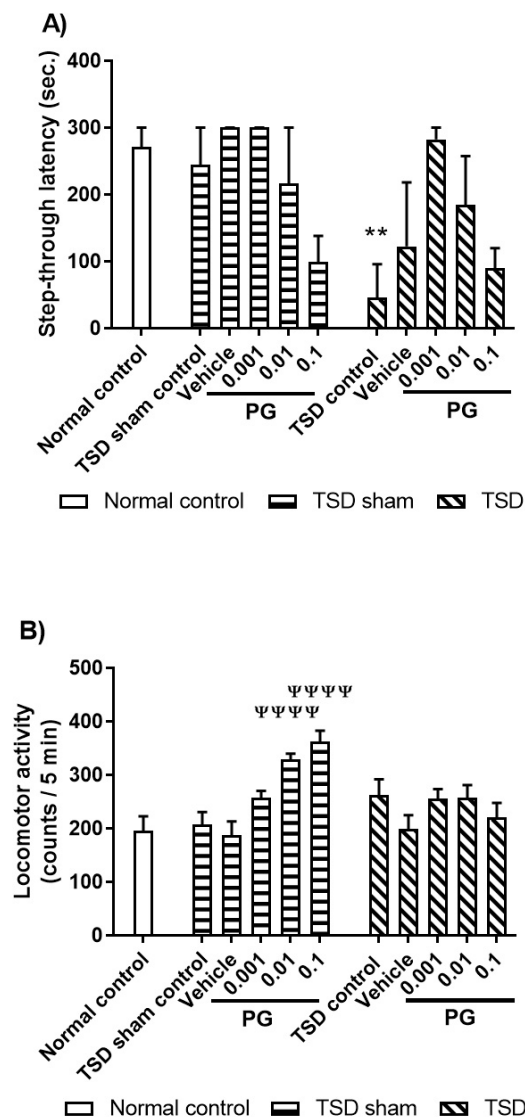 A)
Step-through latency (sec.)
400
300
200
100
0
**
Normal control
TSD sham control
Vehicle
0.001
0.01
0.1
PG
TSD control
Vehicle
0.001
0.01
0.1
PG
Normal control TSD sham TSD
B)
Locomotor activity
(counts / 5 min)
500
400
300
200
100
0
ΨΨΨΨ
ΨΨΨΨ
Normal control
TSD sham control
Vehicle
0.001
0.01
0.1
PG
TSD control
Vehicle
0.001
0.01
0.1
PG
Normal control TSD sham TSD